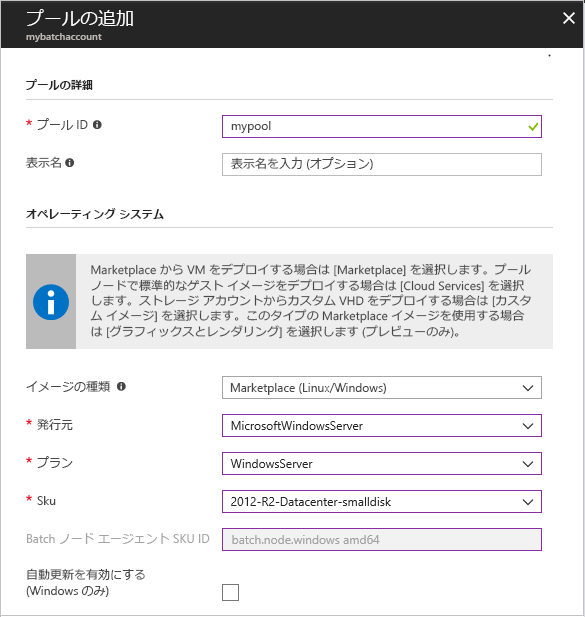 プールの追加
mybatchaccount
プールの詳細
* プール ID
mypool
表示名
表示名を入力 (オプション)
オペレーティング システム
Marketplace から VM をデプロイする場合は [Marketplace] を選択します。プール
ノードで標準的なゲスト イメージをデプロイする場合は [Cloud Services] を選択
します。ストレージ アカウントからカスタム VHD をデプロイする場合は [カスタ
ム イメージ] を選択します。このタイプの Marketplace イメージを使用する場合
は [グラフィックスとレンダリング] を選択します (プレビューのみ)。
イメージの種類
Marketplace (Linux/Windows)
* 発行元
MicrosoftWindowsServer
* プラン
WindowsServer
* Sku
2012-R2-Datacenter-smalldisk
Batch ノード エージェント SKU ID
batch.node.windows amd64
自動更新を有効にする
(Windows のみ)